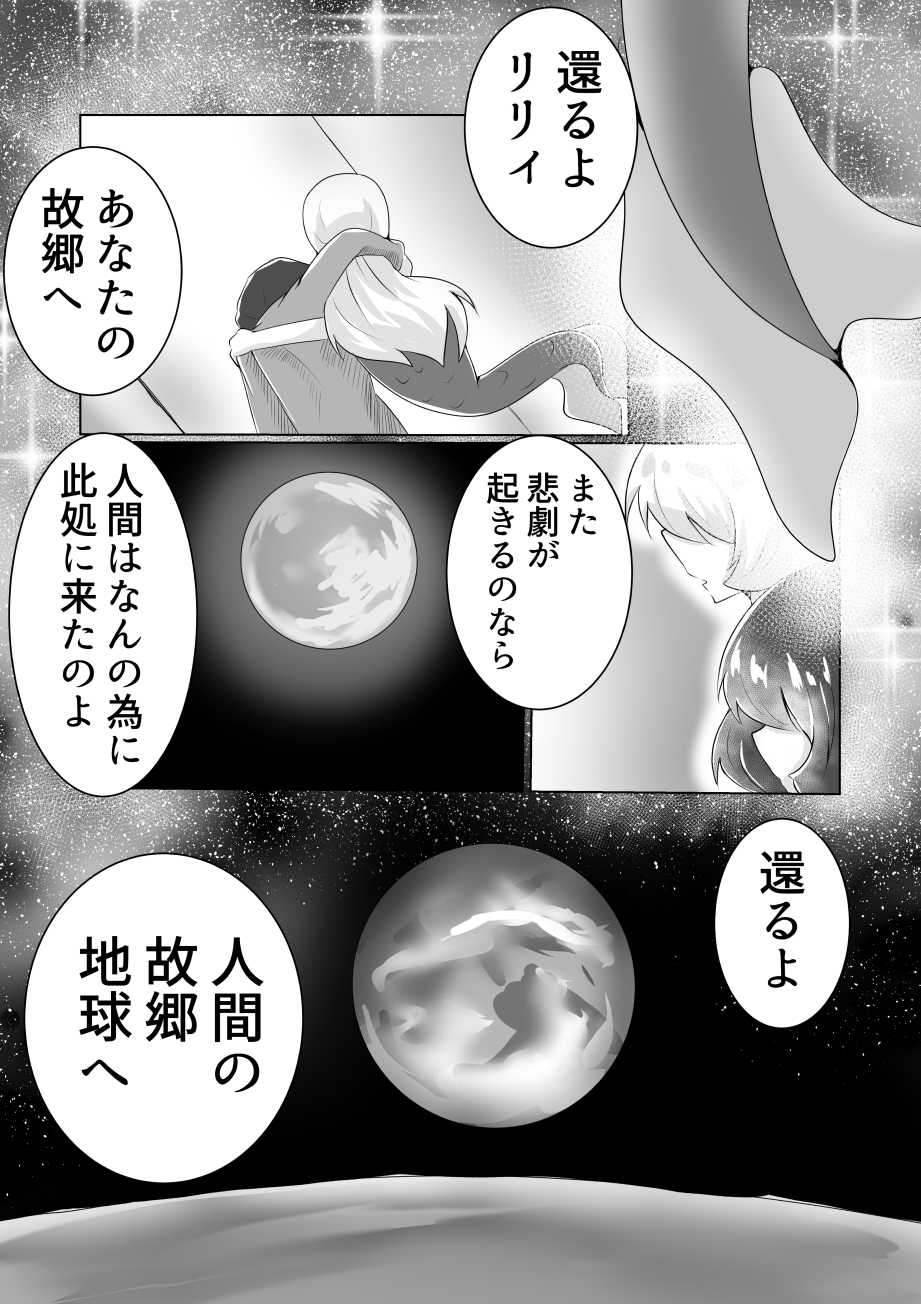 還るよ
リリィ
あなたの
故郷へ
また
悲劇が
起きるのなら
人間はなんの為に
此処に来たのよ
還るよ
人間の
故郷
地球へ